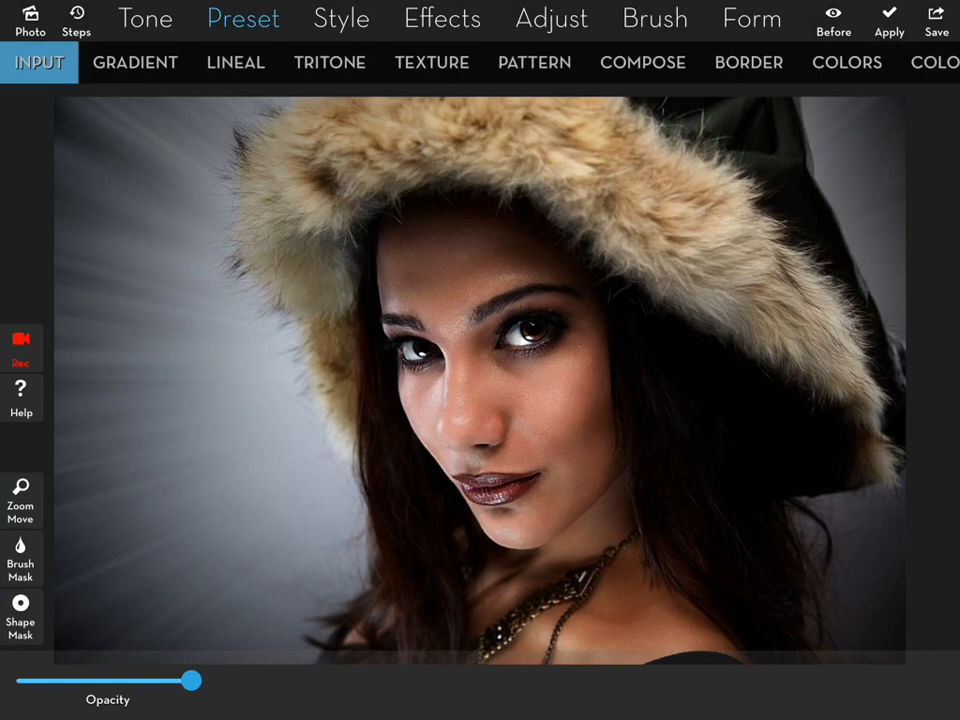 Photo
Steps
Tone
Preset
Style
Effects
Adjust
Brush
Form
Before
Apply
Save
INPUT
GRADIENT
LINEAL
TRITONE
TEXTURE
PATTERN
COMPOSE
BORDER
COLORS
COLO
Rec
Help
Zoom
Move
Brush
Mask
Shape
Mask
Opacity